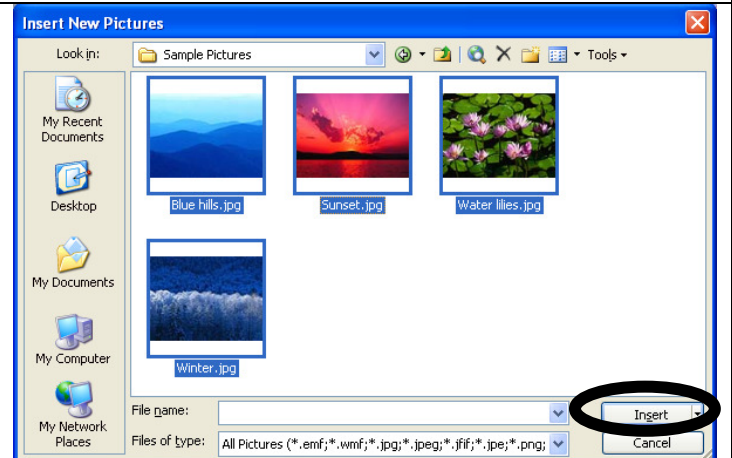 Insert New Pictures
Look in:
Sample Pictures
Tools
My Recent
Documents
Desktop
My Documents
My Computer
My Network
Places
Blue hills.jpg
Sunset.jpg
Water lilies.jpg
Winter.jpg
File name:
Insert
Files of type:
All Pictures (*.emf;*.wmf;*.jpg;*.jpeg;*.jfif;*.jpe;*.png;
Cancel